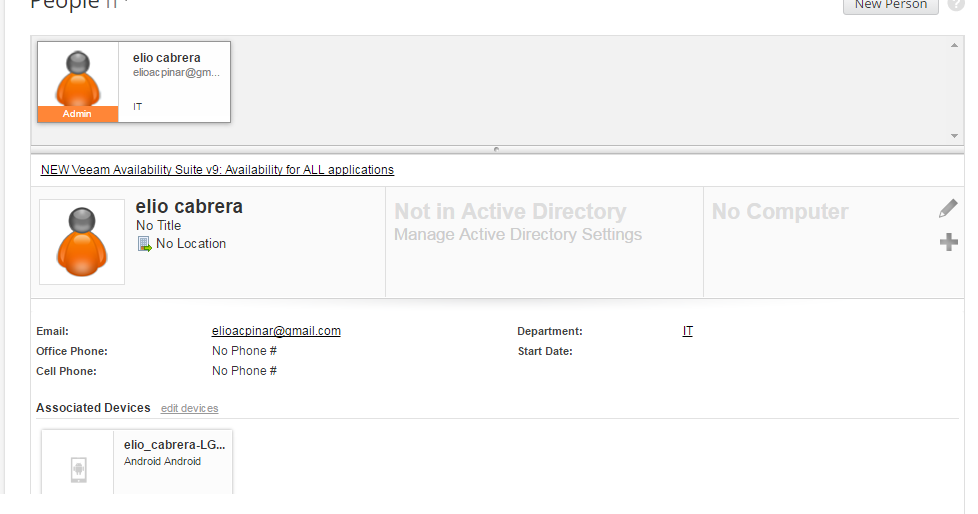 People
New Person
?
elio cabrera
elioacpinar@gm...
IT
Admin
NEW Veeam Availability Suite v9: Availability for ALL applications
elio cabrera
No Title
No Location
Not in Active Directory
Manage Active Directory Settings
No Computer
Email:
elioacpinar@gmail.com
Department:
IT
Office Phone:
No Phone #
Start Date:
Cell Phone:
No Phone #
Associated Devices
edit devices
elio_cabrera-LG...
Android Android